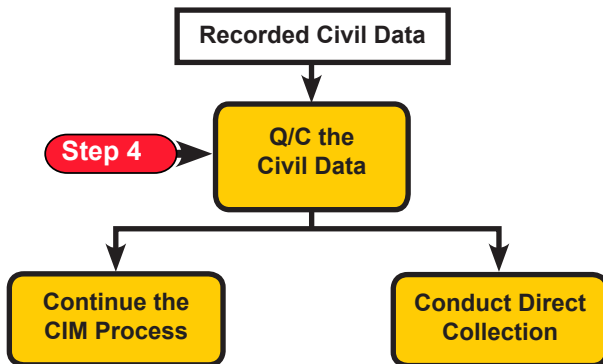 Recorded Civil Data
Step 4
Q/C the
Civil Data
Continue the
CIM Process
Conduct Direct
Collection